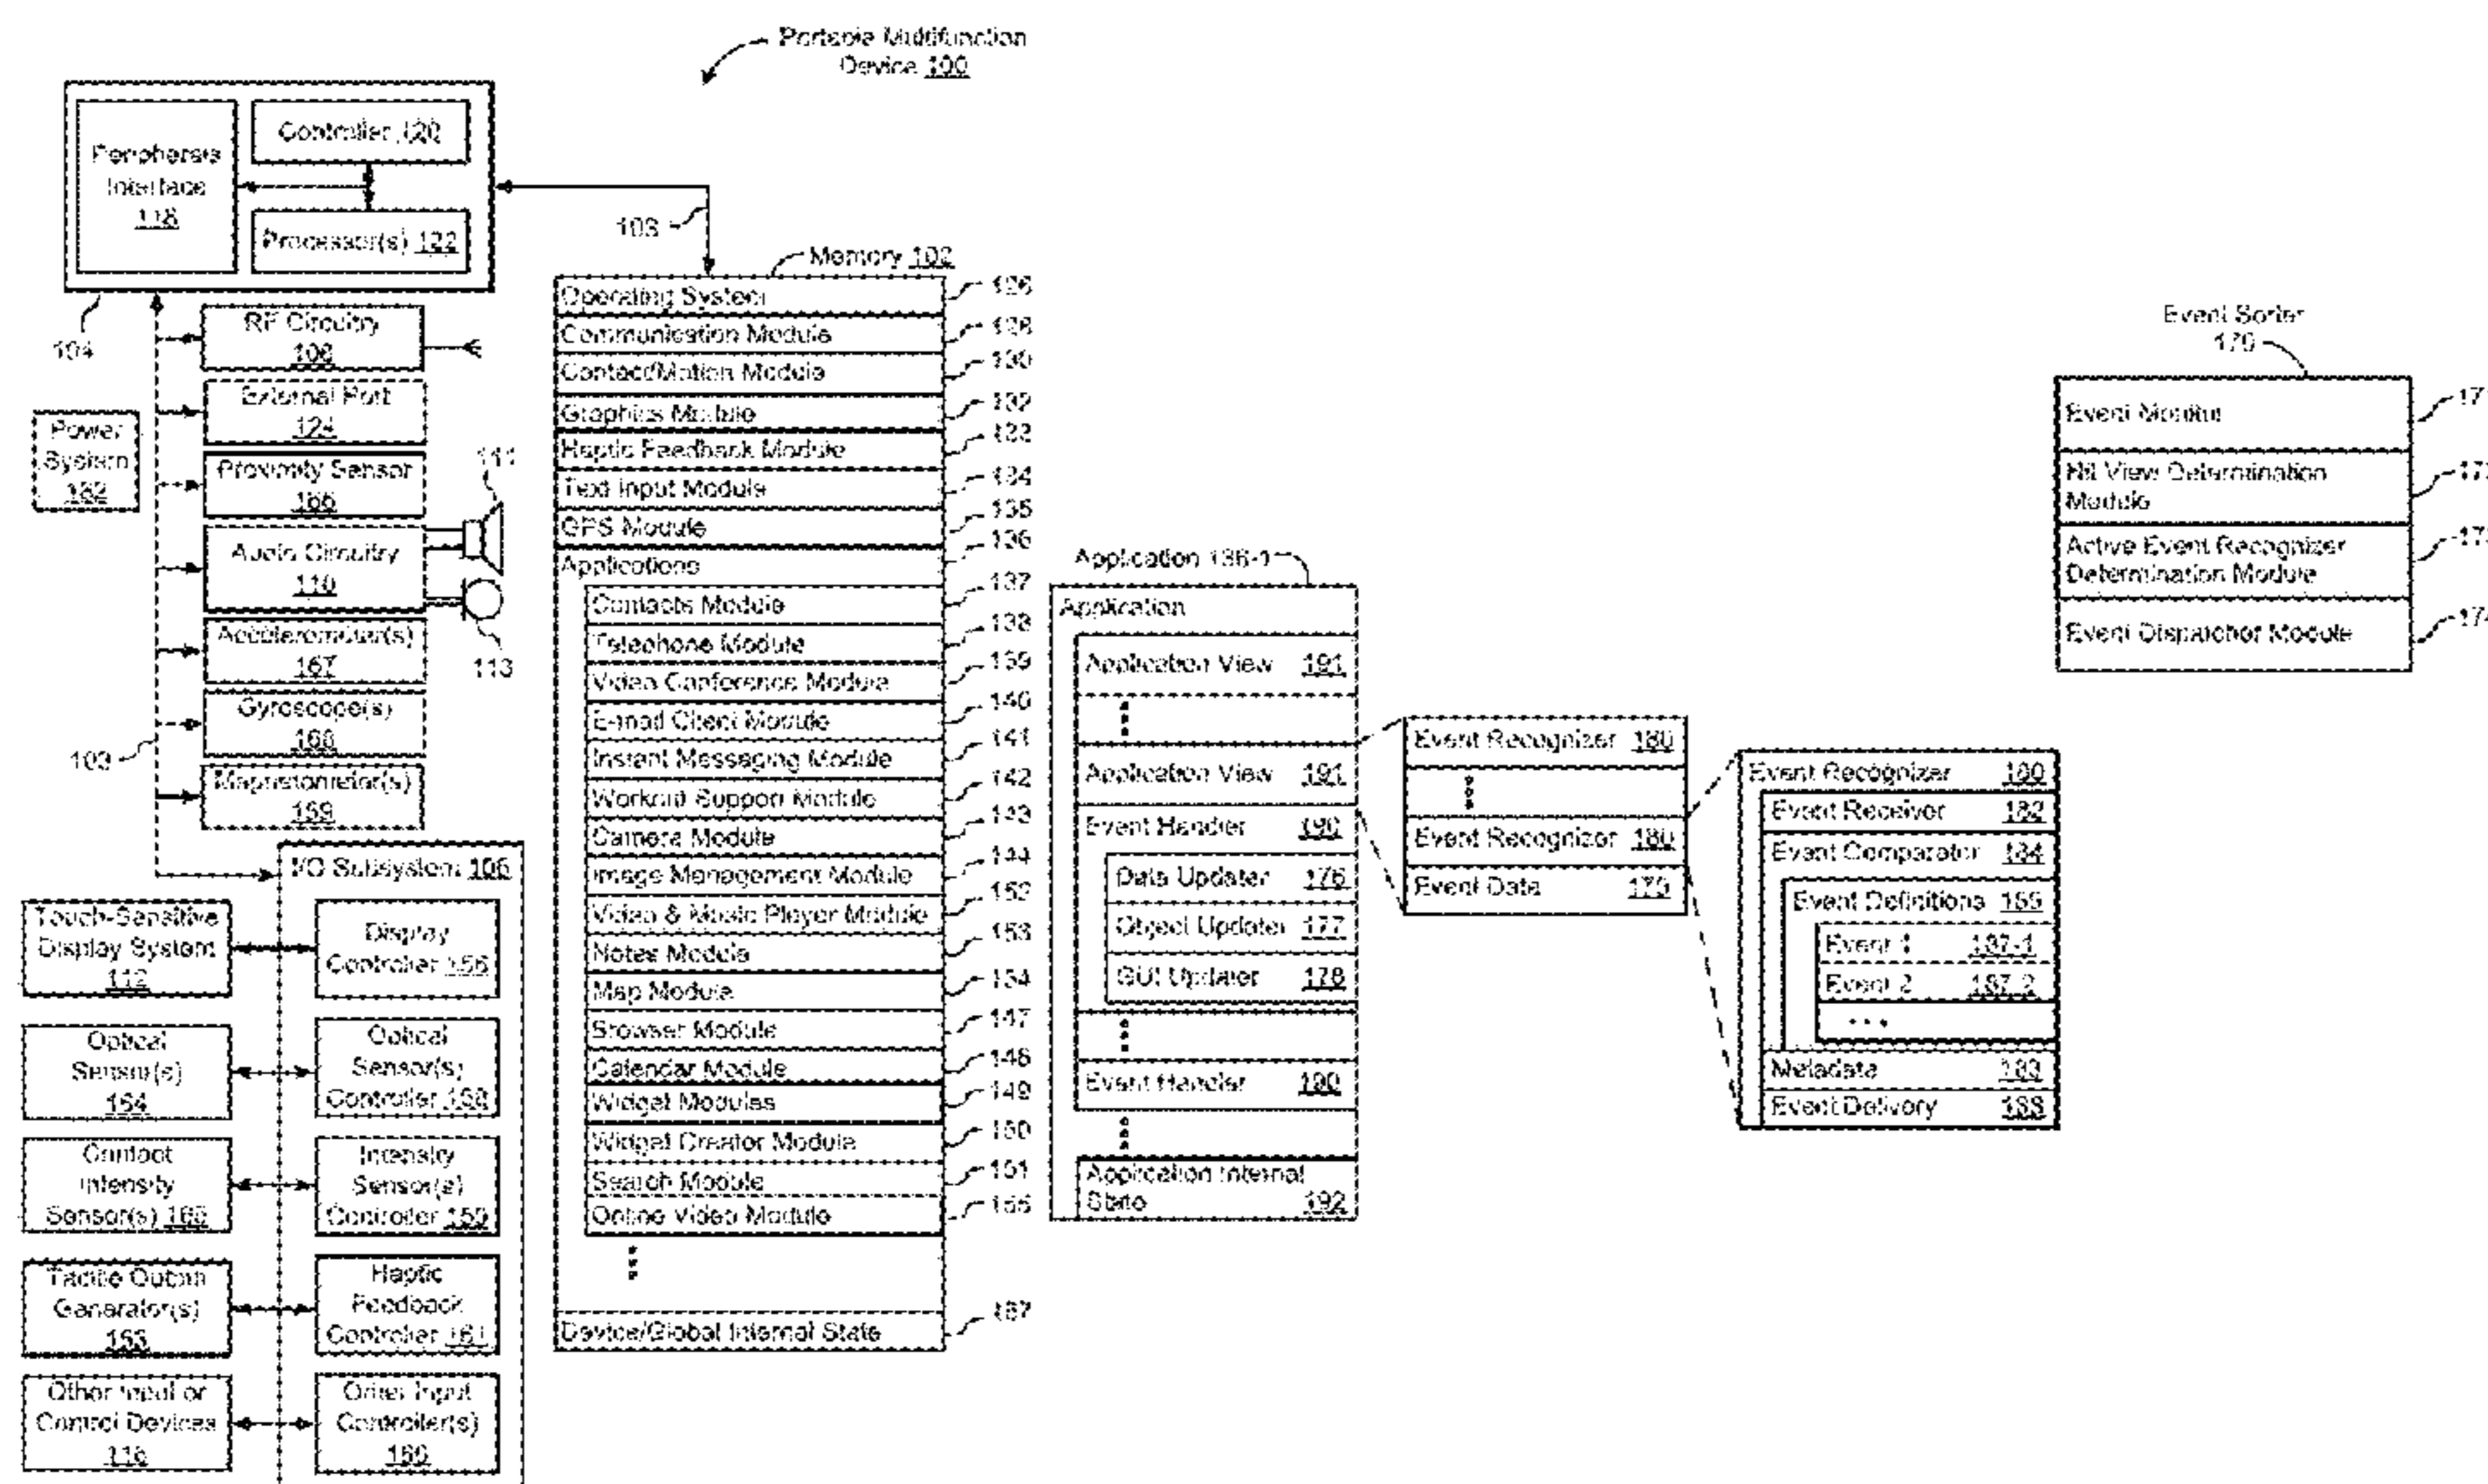 Portable Multifunction
Device 100
Peripherals
Interface
118
Controller 120
Processor(s) 122
104
103
Power
System
162
RF Circuitry
108
External Port
124
Proximity Sensor
166
Audio Circuitry
110
111
113
Accelerometer(s)
167
Gyroscope(s)
168
Magnetometer(s)
169
103
I/O Subsystem 106
Touch-Sensitive
Display System
112
Display
Controller 156
Optical
Sensor(s)
164
Optical
Sensor(s)
Controller 158
Contact
Intensity
Sensor(s) 165
Intensity
Sensor(s)
Controller 159
Tactile Output
Generator(s)
163
Haptic
Feedback
Controller 161
Other Input or
Control Devices
116
Other Input
Controller(s)
160
Memory 102
Operating System 126
Communication Module 128
Contact/Motion Module 130
Graphics Module 132
Haptic Feedback Module 133
Text Input Module 134
GPS Module 135
Applications 136
Contacts Module 137
Telephone Module 138
Video Conference Module 139
E-mail Client Module 140
Instant Messaging Module 141
Workout Support Module 142
Camera Module 143
Image Management Module 144
Video & Music Player Module 152
Notes Module 153
Map Module 154
Browser Module 147
Calendar Module 148
Widget Modules 149
Widget Creator Module 150
Search Module 151
Online Video Module 155
Device/Global Internal State 157
Application 136-1
Application
Application View 191
Application View 191
Event Handler 190
Data Updater 176
Object Updater 177
GUI Updater 178
Event Handler 190
Application Internal
State 192
Event Recognizer 180
Event Recognizer 180
Event Data 179
Event Recognizer 180
Event Receiver 182
Event Comparator 184
Event Definitions 186
Event 1 187-1
Event 2 187-2
Metadata 183
Event Delivery 188
Event Sorter
170
Event Monitor 171
Hit View Determination
Module
Active Event Recognizer
Determination Module
Event Dispatcher Module 174